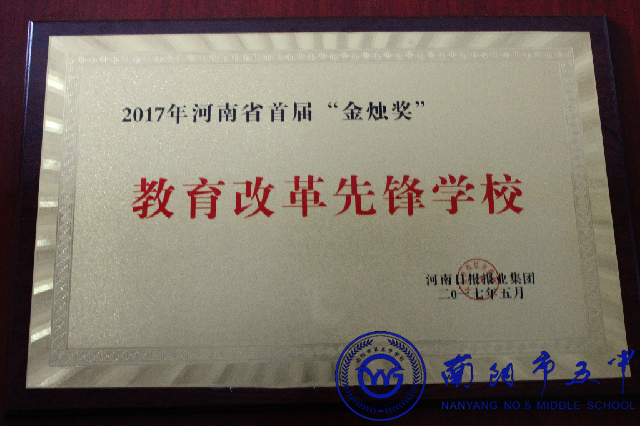 2017年河南省首届“金烛奖”
教育改革先锋学校
河南日报报业集团
二〇一七年五月
南阳市五中
NANYANG NO.5 MIDDLE SCHOOL